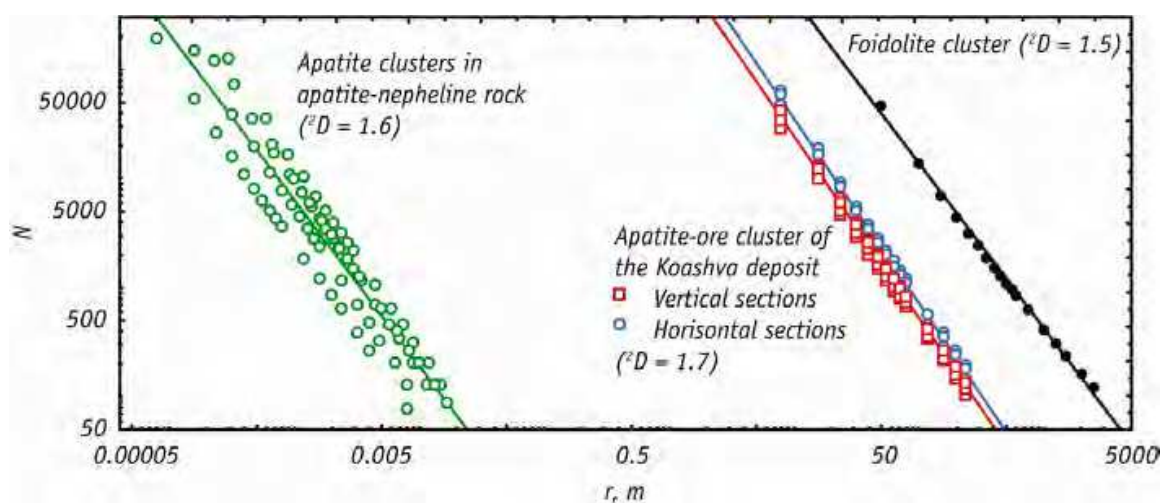 Foidolite cluster (²D = 1.5)
Apatite clusters in
apatite-nepheline rock
(²D = 1.6)
Apatite-ore cluster of
the Koashva deposit
Vertical sections
Horisontal sections
(²D = 1.7)
N
50000
5000
500
50
0.00005
0.005
0.5
50
5000
r, m